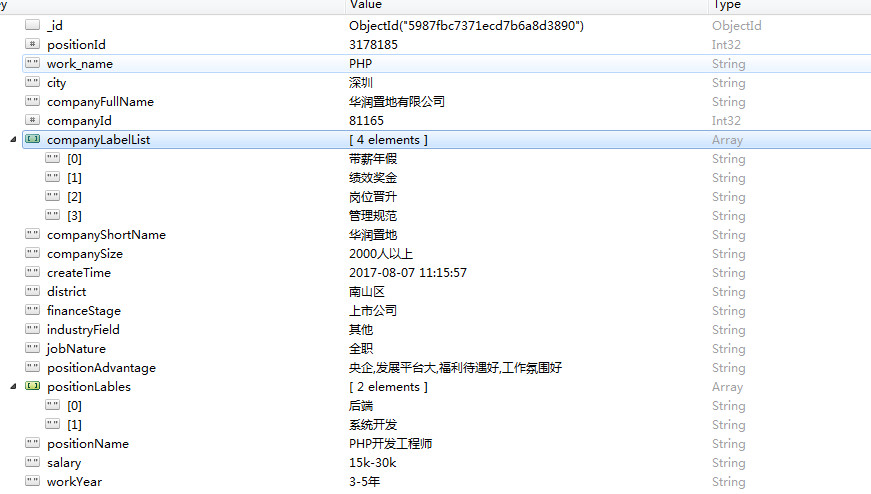 ey Value Type
_id ObjectId("5987fbc7371ecd7b6a8d3890") ObjectId
# positionId 3178185 Int32
"" work_name PHP String
"" city 深圳 String
"" companyFullName 华润置地有限公司 String
# companyId 81165 Int32
companyLabelList [ 4 elements ] Array
"" [0] 带薪年假 String
"" [1] 绩效奖金 String
"" [2] 岗位晋升 String
"" [3] 管理规范 String
"" companyShortName 华润置地 String
"" companySize 2000人以上 String
"" createTime 2017-08-07 11:15:57 String
"" district 南山区 String
"" financeStage 上市公司 String
"" industryField 其他 String
"" jobNature 全职 String
"" positionAdvantage 央企,发展平台大,福利待遇好,工作氛围好 String
positionLables [ 2 elements ] Array
"" [0] 后端 String
"" [1] 系统开发 String
"" positionName PHP开发工程师 String
"" salary 15k-30k String
"" workYear 3-5年 String